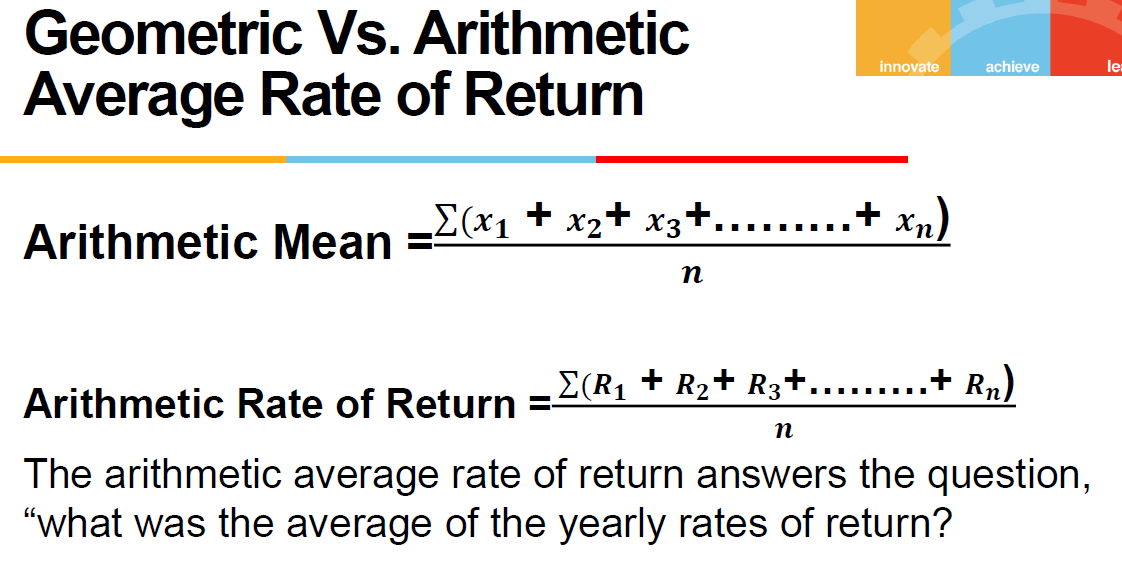 Geometric Vs. Arithmetic
Average Rate of Return
innovate achieve le
Arithmetic Mean = ∑(x₁ + x₂+ x₃+.........+ xₙ)
n
Arithmetic Rate of Return = ∑(R₁ + R₂+ R₃+.........+ Rₙ)
n
The arithmetic average rate of return answers the question,
“what was the average of the yearly rates of return?